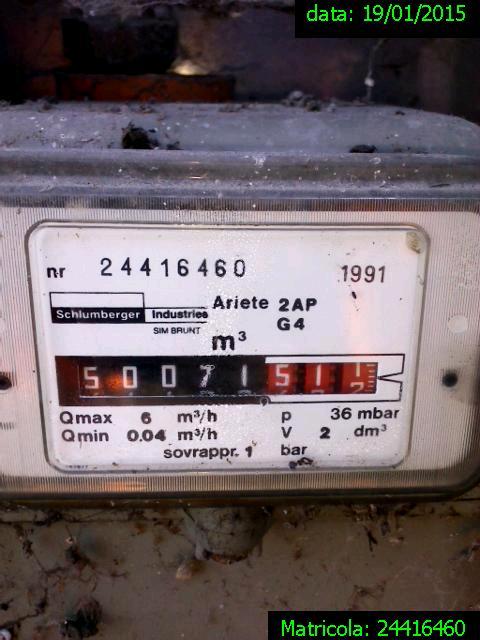 data: 19/01/2015
nr 24416460 1991
Schlumberger Industries Ariete 2AP
SIM BRUNT G4
m³
50071511
Qmax 6 m³/h p 36 mbar
Qmin 0.04 m³/h V 2 dm³
sovrappr. 1 bar
Matricola: 24416460